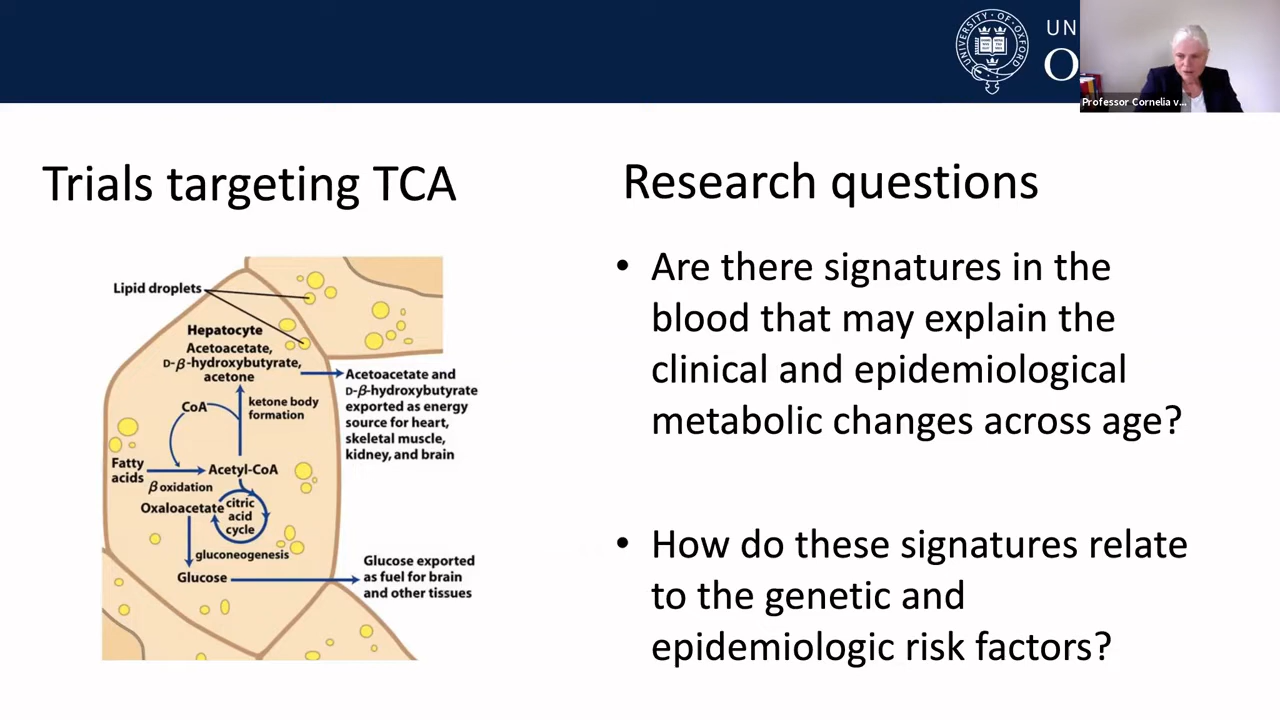 UNIVERSITY · OF · OXFORD
UN
O
Professor Cornelia v...
Trials targeting TCA
Research questions
Lipid droplets
Hepatocyte
Acetoacetate,
D-β-hydroxybutyrate,
acetone
Acetoacetate and
D-β-hydroxybutyrate
exported as energy
source for heart,
skeletal muscle,
kidney, and brain
CoA
ketone body
formation
Fatty
acids
Acetyl-CoA
β oxidation
Oxaloacetate
citric
acid
cycle
gluconeogenesis
Glucose
Glucose exported
as fuel for brain
and other tissues
• Are there signatures in the
blood that may explain the
clinical and epidemiological
metabolic changes across age?
• How do these signatures relate
to the genetic and
epidemiologic risk factors?